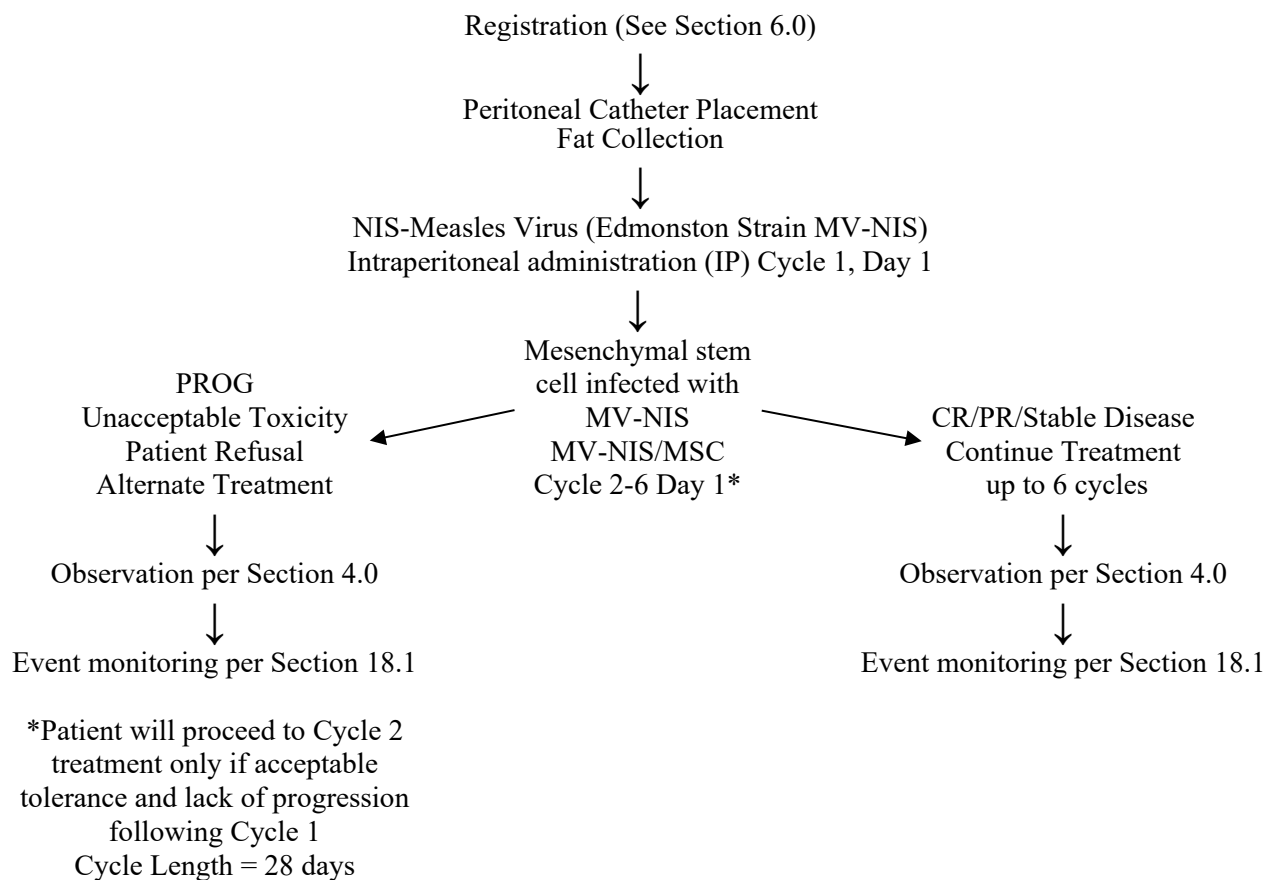 Registration (See Section 6.0)
Peritoneal Catheter Placement
Fat Collection
NIS-Measles Virus (Edmonston Strain MV-NIS)
Intraperitoneal administration (IP) Cycle 1, Day 1
Mesenchymal stem
cell infected with
MV-NIS
MV-NIS/MSC
Cycle 2-6 Day 1*
PROG
Unacceptable Toxicity
Patient Refusal
Alternate Treatment
Observation per Section 4.0
Event monitoring per Section 18.1
CR/PR/Stable Disease
Continue Treatment
up to 6 cycles
Observation per Section 4.0
Event monitoring per Section 18.1
*Patient will proceed to Cycle 2
treatment only if acceptable
tolerance and lack of progression
following Cycle 1
Cycle Length = 28 days